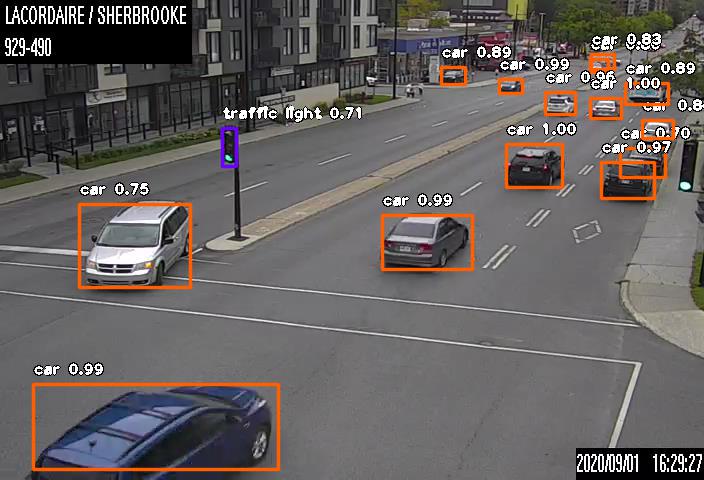 LACORDAIRE / SHERBROOKE
929-490
car 0.83
car 0.89
car 0.99
car 0.96
car 0.89
car 1.00
traffic light 0.71
car 1.00
0.70
car 0.97
car 0.75
car 0.99
car 0.99
2020/09/01 16:29:27